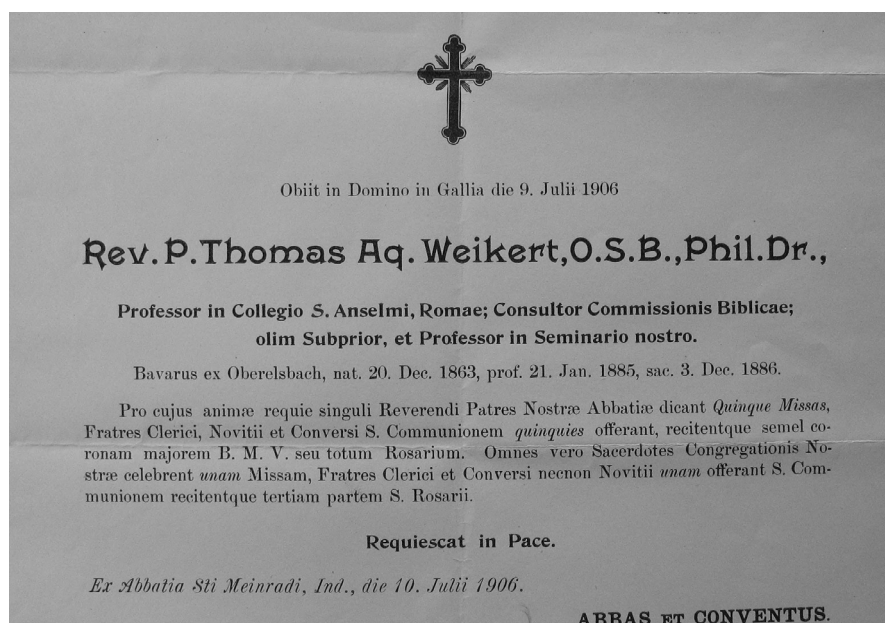 Obiit in Domino in Gallia die 9. Julii 1906
Rev. P. Thomas Aq. Weikert, O.S.B., Phil. Dr.,
Professor in Collegio S. Anselmi, Romae; Consultor Commissionis Biblicae;
olim Subprior, et Professor in Seminario nostro.
Bavarus ex Oberelsbach, nat. 20. Dec. 1863, prof. 21. Jan. 1885, sac. 3. Dec. 1886.
Pro cujus animæ requie singuli Reverendi Patres Nostræ Abbatiæ dicant Quinque Missas,
Fratres Clerici, Novitii et Conversi S. Communionem quinquies offerant, recitentque semel co-
ronam majorem B. M. V. seu totum Rosarium. Omnes vero Sacerdotes Congregationis No-
stræ celebrent unam Missam, Fratres Clerici et Conversi necnon Novitii unam offerant S. Com-
munionem recitentque tertiam partem S. Rosarii.
Requiescat in Pace.
Ex Abbatia Sti Meinradi, Ind., die 10. Julii 1906.
ABBAS ET CONVENTUS.